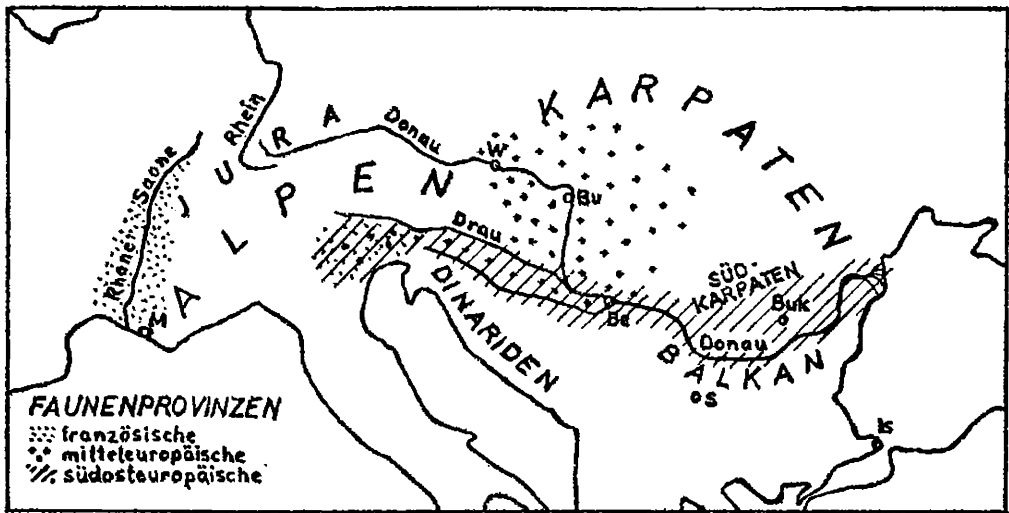 KARPATEN
Rhein
JURA
Donau
W
Bu
Saone
Rhone
ALPEN
Drau
SÜD-
KARPATEN
Buk
Be
DINARIDEN
Donau
BALKAN
M
S
Is
FAUNENPROVINZEN
französische
mitteleuropäische
südosteuropäische